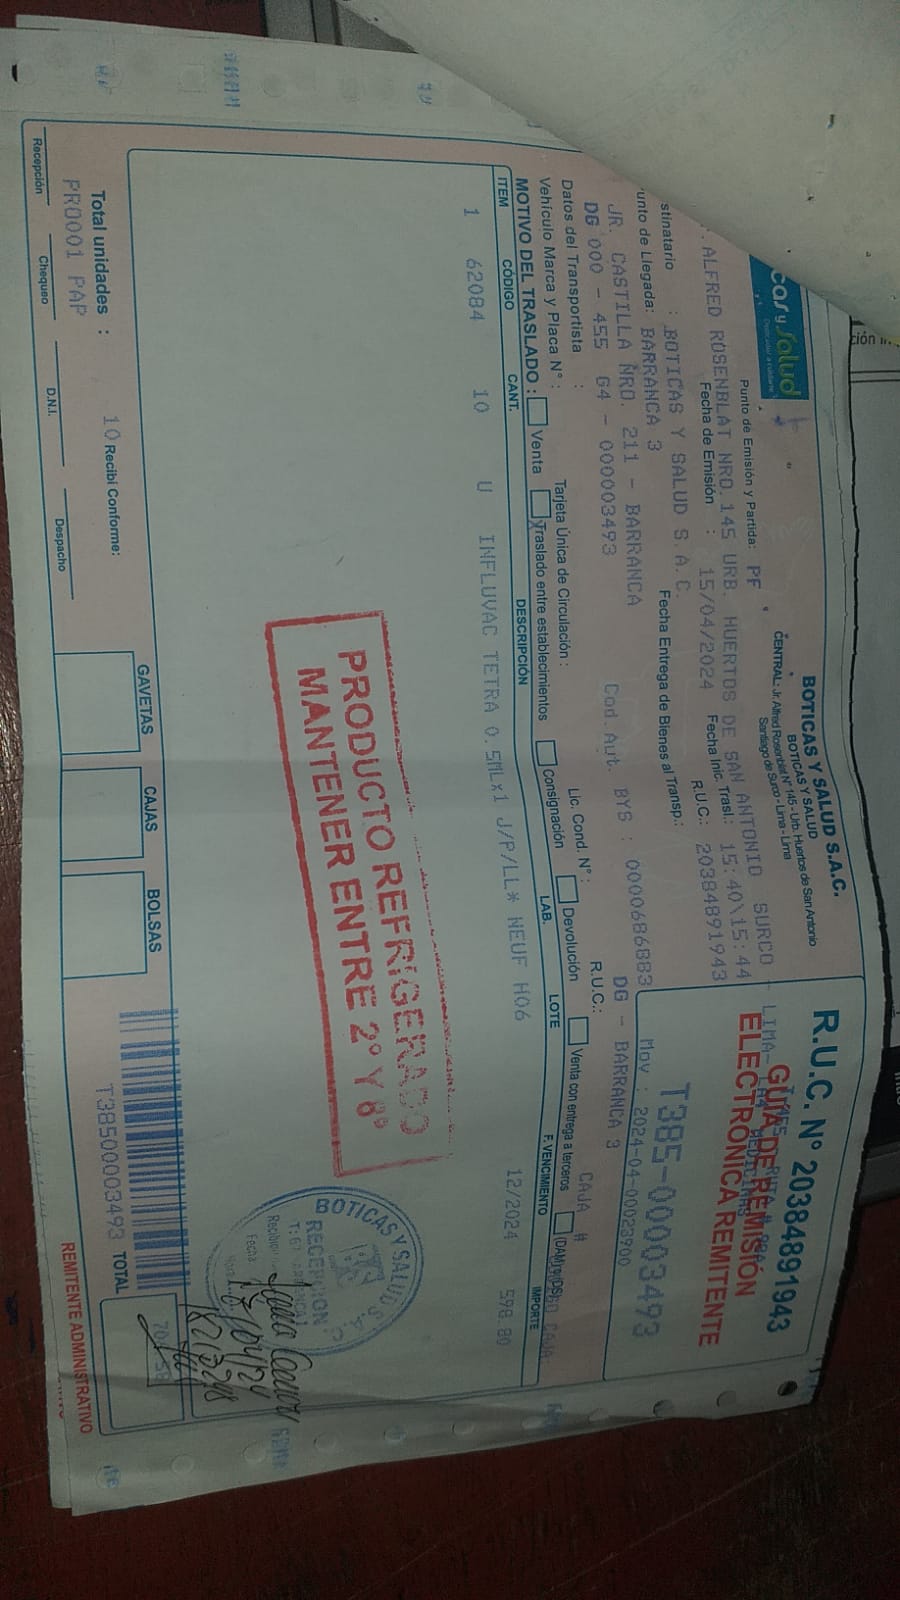 BOTICAS Y SALUD S.A.C.
BOTICAS Y SALUD
CENTRAL: Jr. Alfred Rosenblat N° 145 - Urb. Huertos de San Antonio
Santiago de Surco - Lima - Lima
R.U.C. Nº 20384891943
GUÍA DE REMISIÓN
ELECTRÓNICA REMITENTE
T385-00003493
cas y Salud
Punto de Emisión y Partida: PF
ALFRED ROSENBLAT NRO.145 URB. HUERTOS DE SAN ANTONIO SURCO - LIMA-
Fecha de Emisión : 15/04/2024 Fecha Inic. Trasl: 15:40\15:44
R.U.C.: 20384891943
stinatario : BOTICAS Y SALUD S.A.C.
Fecha Entrega de Bienes al Transp.:
unto de Llegada: BARRANCA 3
Mov : 2024-04-00023900
JR. CASTILLA NRO. 211 - BARRANCA Cod.Aut. BYS : 0000686883
DG 000 - 455 G4 - 000003493 DG - BARRANCA 3
Datos del Transportista : R.U.C.: CAJA #
Vehículo Marca y Placa N° : Tarjeta Única de Circulación : Lic. Cond. N° :
MOTIVO DEL TRASLADO : Venta X Traslado entre establecimientos Consignación Devolución Venta con entrega a terceros
ITEM CÓDIGO CANT. DESCRIPCIÓN LAB. LOTE F. VENCIMIENTO IMPORTE
1 62084 10 U INFLUVAC TETRA 0.5MLx1 J/P/LL* NEUF H06 12/2024 598.80
PRODUCTO REFRIGERADO
MANTENER ENTRE 2° Y 8°
BOTICAS Y SALUD S.A.C.
RECEPCION
Fecha
Total unidades : 10 Recibí Conforme:
GAVETAS CAJAS BOLSAS
T38500003493 TOTAL
PR0001 PAP
Recepción Chequeo D.N.I. Despacho
REMITENTE ADMINISTRATIVO